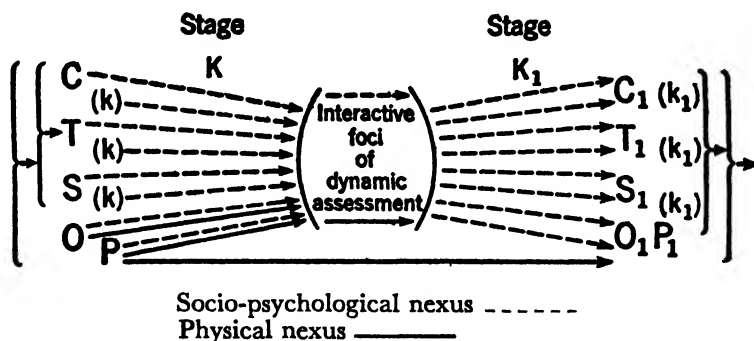 Stage Stage
K K₁
C C₁ (k₁)
(k)
T T₁ (k₁)
(k)
S S₁ (k₁)
(k)
O O₁ P₁
P
Interactive
foci
of
dynamic
assessment
Socio-psychological nexus
Physical nexus